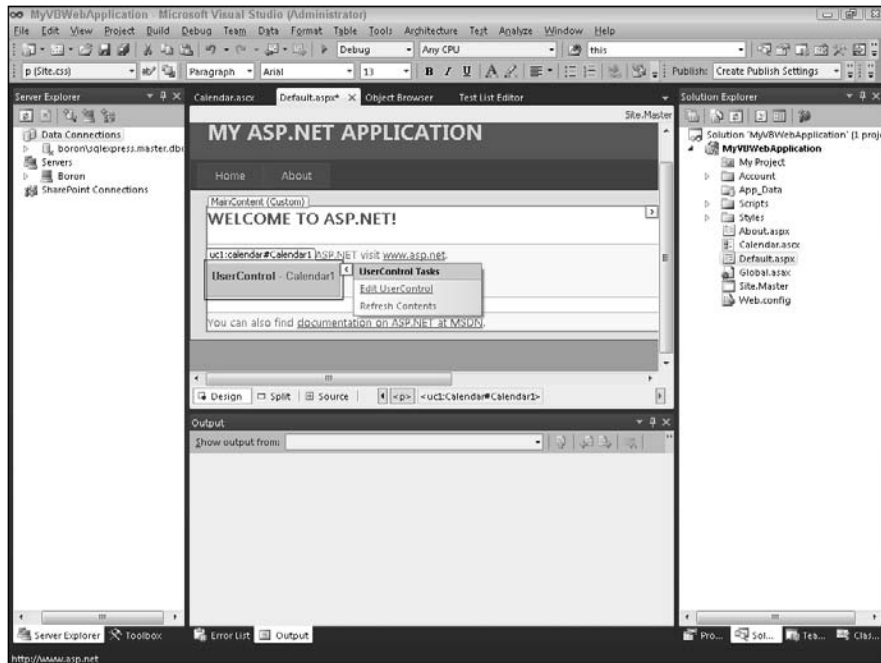 MyVBWebApplication - Microsoft Visual Studio (Administrator)
File Edit View Project Build Debug Team Data Format Table Tools Architecture Test Analyze Window Help
Debug Any CPU this
p (Site.css) Paragraph Arial 13 B I U A Publish: Create Publish Settings
Server Explorer
Data Connections
boron\sqlexpress.master.dbo
Servers
Boron
SharePoint Connections
Calendar.ascx Default.aspx* Object Browser Test List Editor
Site.Master
MY ASP.NET APPLICATION
Home About
MainContent (Custom)
WELCOME TO ASP.NET!
uc1:calendar#Calendar1 ASP.NET visit www.asp.net.
UserControl - Calendar1
UserControl Tasks
Edit UserControl
Refresh Contents
You can also find documentation on ASP.NET at MSDN.
Design Split Source <p> <uc1:Calendar#Calendar1>
Output
Show output from:
Solution Explorer
Solution 'MyVBWebApplication' (1 proje
MyVBWebApplication
My Project
Account
App_Data
Scripts
Styles
About.aspx
Calendar.ascx
Default.aspx
Global.asax
Site.Master
Web.config
Server Explorer Toolbox
Error List Output
Pro... Sol... Tea... Clas...
http://www.asp.net